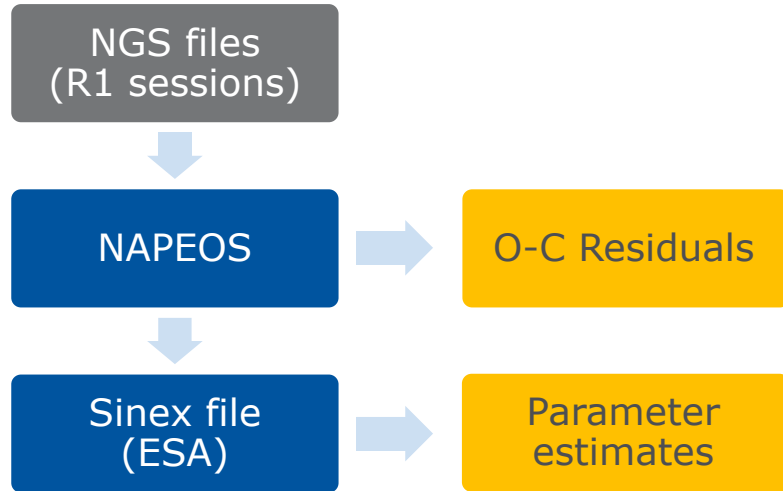 NGS files
(R1 sessions)
NAPEOS
O-C Residuals
Sinex file
(ESA)
Parameter
estimates